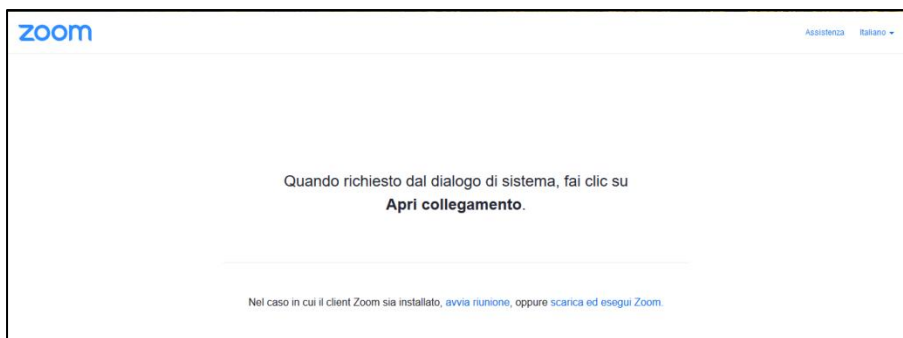 zoom
Assistenza Italiano
Quando richiesto dal dialogo di sistema, fai clic su
Apri collegamento.
Nel caso in cui il client Zoom sia installato, avvia riunione, oppure scarica ed esegui Zoom.